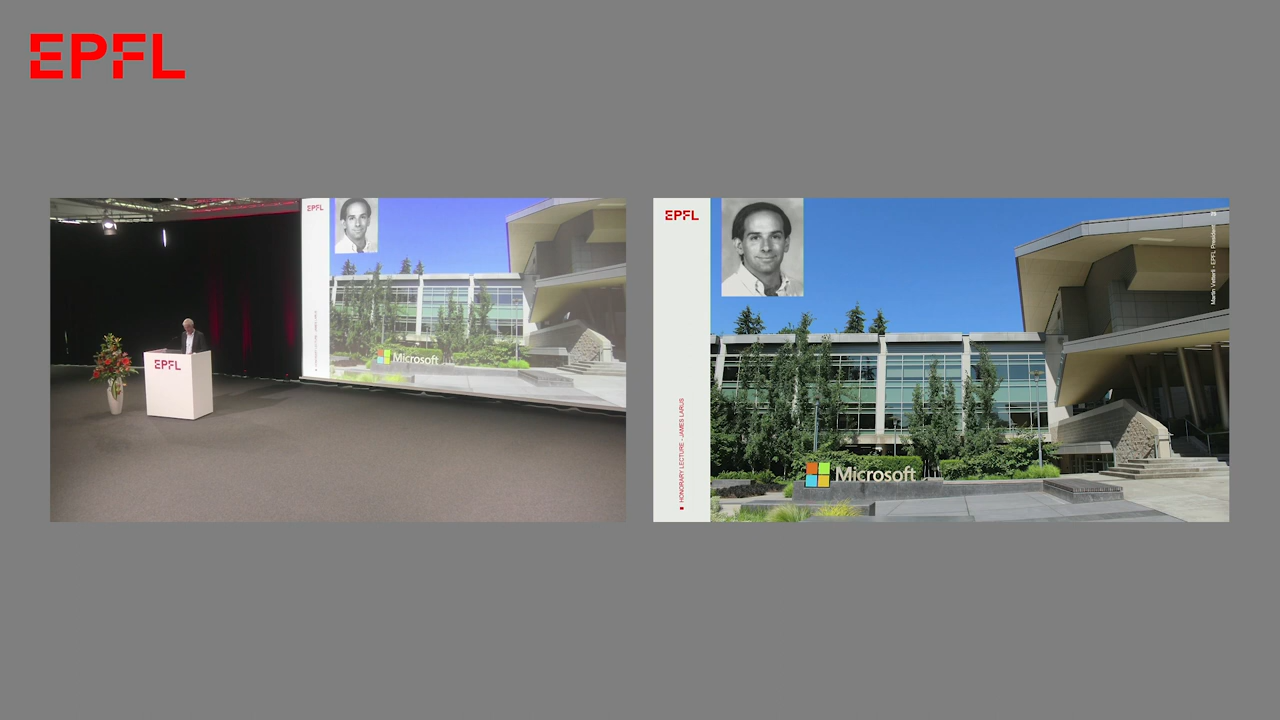 EPFL
EPFL
EPFL
Microsoft
EPFL
HONORARY LECTURE - JAMES LARUS
Martin Vetterli - EPFL President
Microsoft